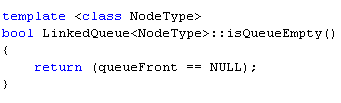 template <class NodeType>
bool LinkedQueue<NodeType>::isQueueEmpty()
{
    return (queueFront == NULL);
}